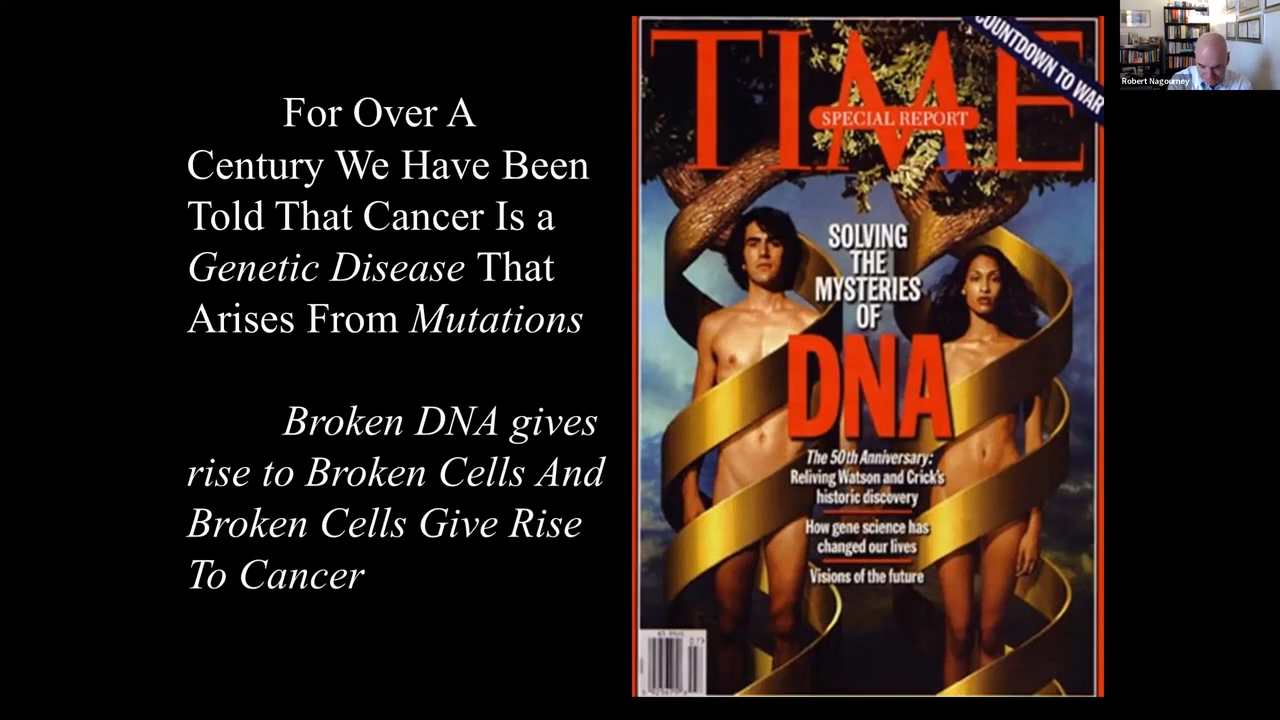 For Over A
Century We Have Been
Told That Cancer Is a
Genetic Disease That
Arises From Mutations
Broken DNA gives
rise to Broken Cells And
Broken Cells Give Rise
To Cancer
TIME
COUNTDOWN TO WAR
SPECIAL REPORT
SOLVING
THE
MYSTERIES
OF
DNA
The 50th Anniversary:
Reliving Watson and Crick's
historic discovery
How gene science has
changed our lives
Visions of the future
Robert Nagourney